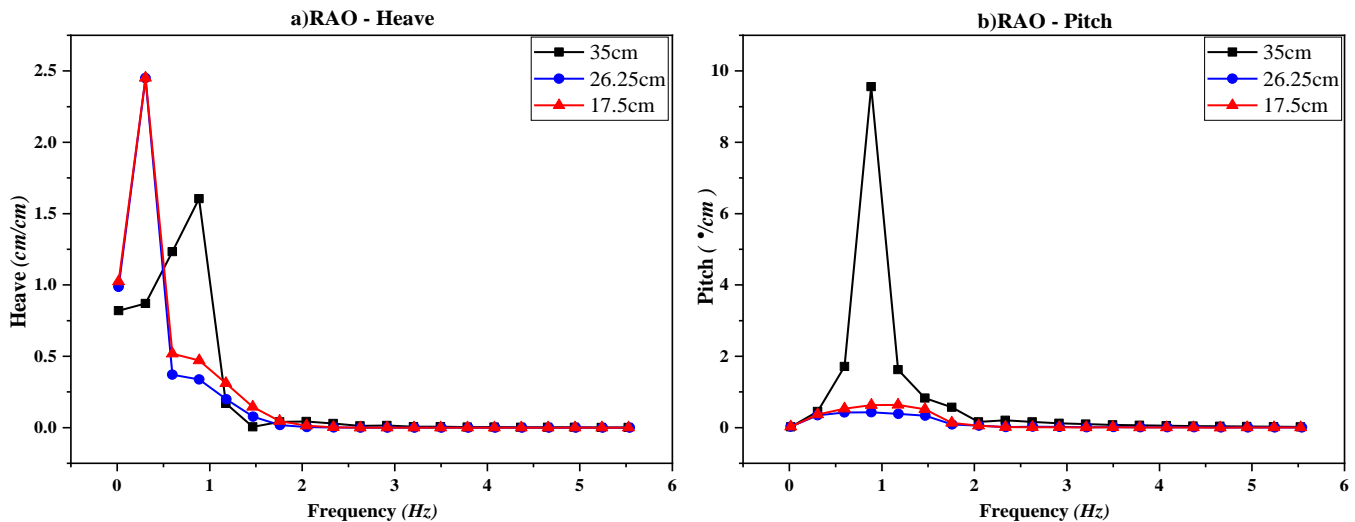 a)RAO - Heave
35cm
26.25cm
17.5cm
2.5
2.0
1.5
1.0
0.5
0.0
Heave (cm/cm)
0 1 2 3 4 5 6
Frequency (Hz)
b)RAO - Pitch
35cm
26.25cm
17.5cm
10
8
6
4
2
0
Pitch ( •/cm)
0 1 2 3 4 5 6
Frequency (Hz)